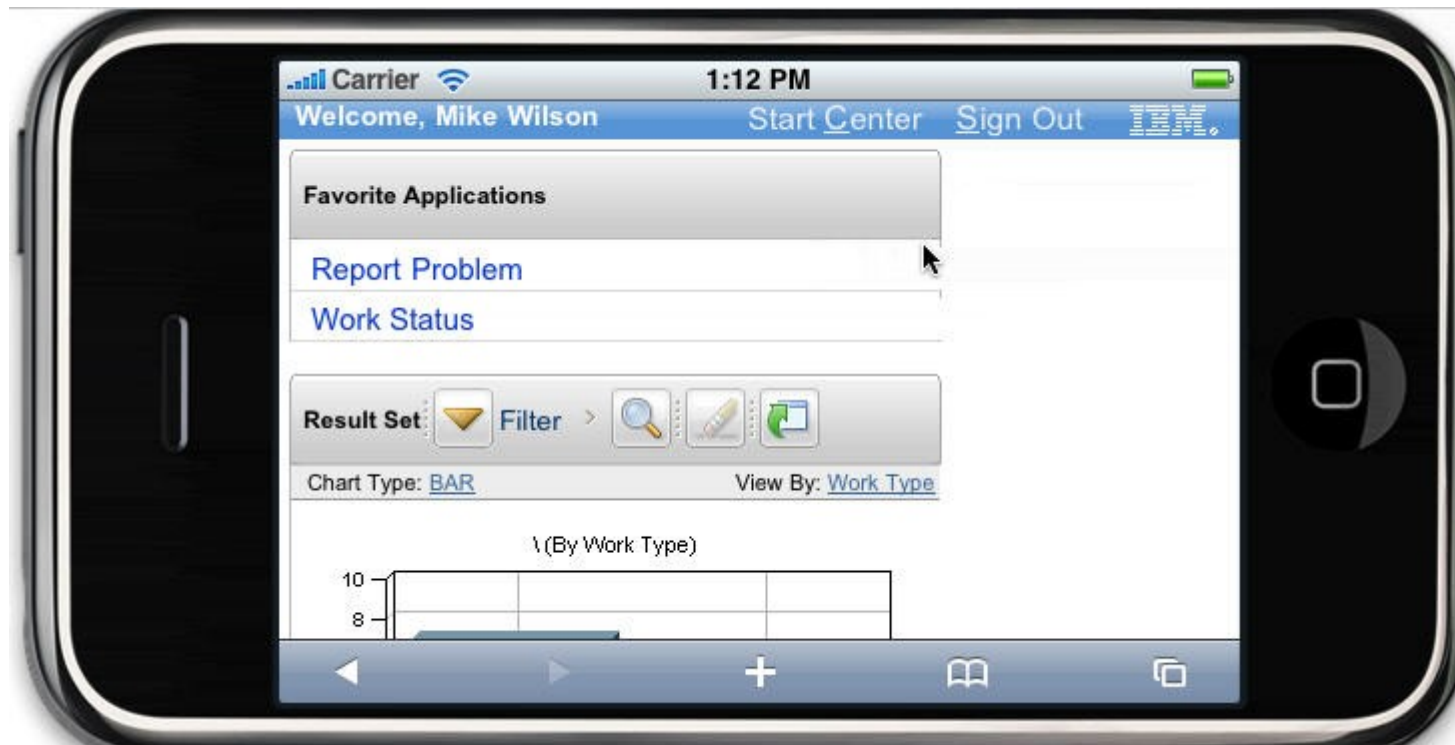 Carrier 1:12 PM
Welcome, Mike Wilson Start Center Sign Out IBM.
Favorite Applications
Report Problem
Work Status
Result Set Filter >
Chart Type: BAR View By: Work Type
\ (By Work Type)
10
8